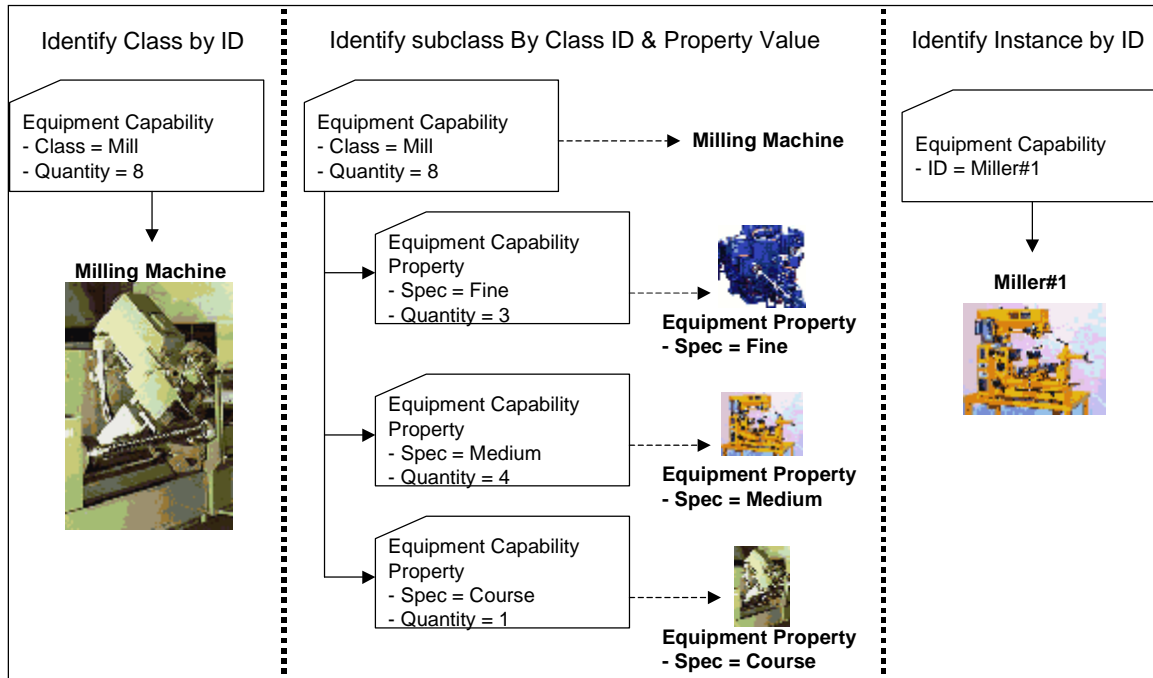 Identify Class by ID
Equipment Capability
- Class = Mill
- Quantity = 8
Milling Machine
Identify subclass By Class ID & Property Value
Equipment Capability
- Class = Mill
- Quantity = 8
Milling Machine
Equipment Capability
Property
- Spec = Fine
- Quantity = 3
Equipment Property
- Spec = Fine
Equipment Capability
Property
- Spec = Medium
- Quantity = 4
Equipment Property
- Spec = Medium
Equipment Capability
Property
- Spec = Course
- Quantity = 1
Equipment Property
- Spec = Course
Identify Instance by ID
Equipment Capability
- ID = Miller#1
Miller#1